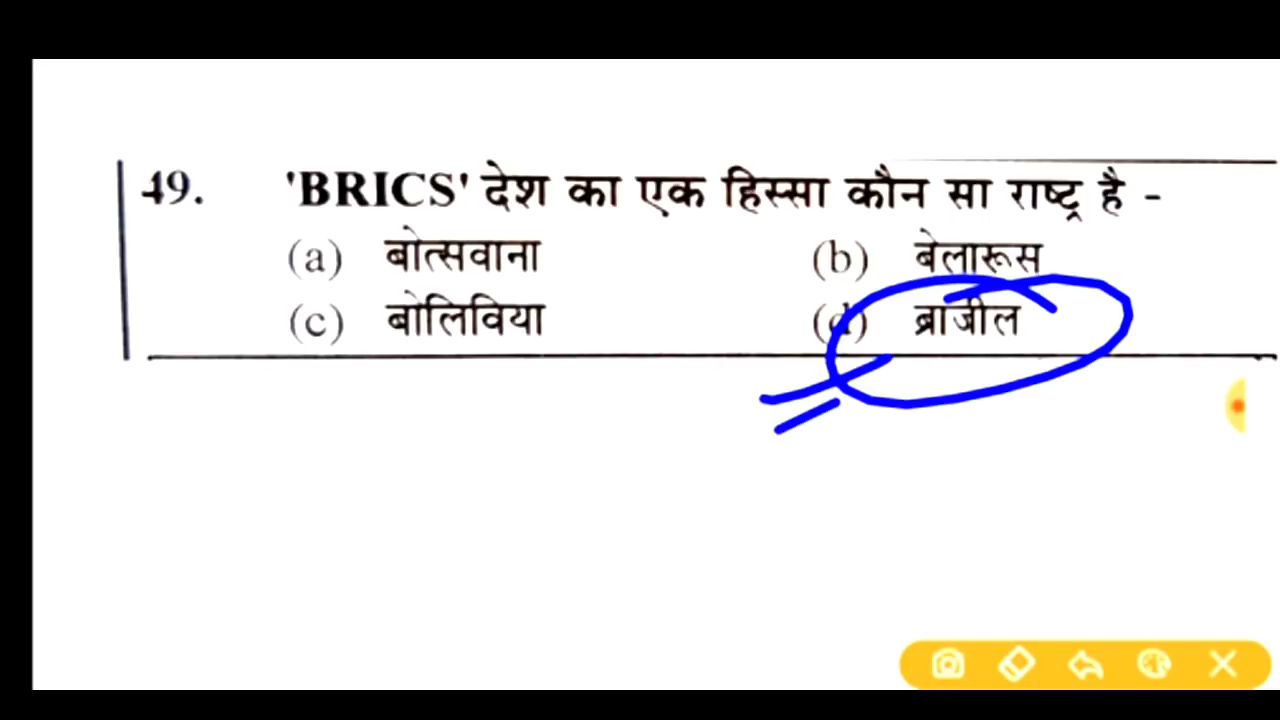 49. 'BRICS' देश का एक हिस्सा कौन सा राष्ट्र है -
(a) बोत्सवाना (b) बेलारूस
(c) बोलिविया (d) ब्राजील